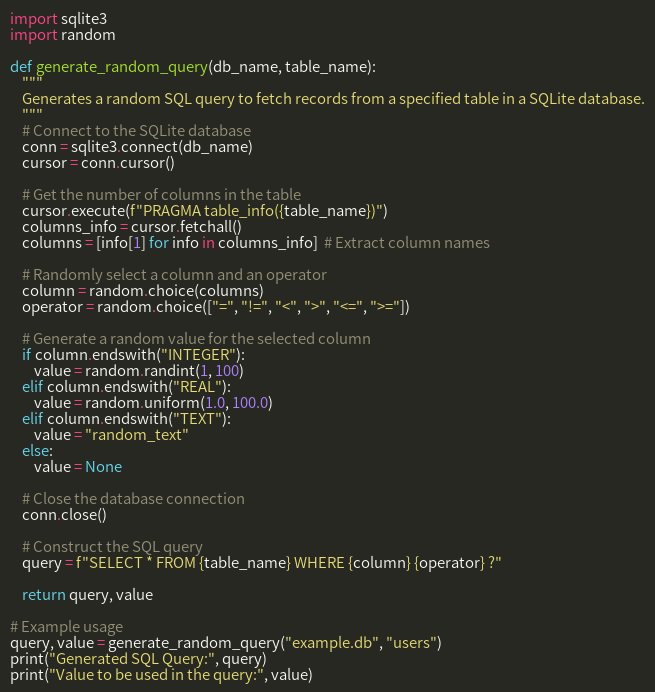 import sqlite3
import random

def generate_random_query(db_name, table_name):
    """
    Generates a random SQL query to fetch records from a specified table in a SQLite database.
    """
    # Connect to the SQLite database
    conn = sqlite3.connect(db_name)
    cursor = conn.cursor()

    # Get the number of columns in the table
    cursor.execute(f"PRAGMA table_info({table_name})")
    columns_info = cursor.fetchall()
    columns = [info[1] for info in columns_info]  # Extract column names

    # Randomly select a column and an operator
    column = random.choice(columns)
    operator = random.choice(["=", "!=", "<", ">", "<=", ">="])

    # Generate a random value for the selected column
    if column.endswith("INTEGER"):
        value = random.randint(1, 100)
    elif column.endswith("REAL"):
        value = random.uniform(1.0, 100.0)
    elif column.endswith("TEXT"):
        value = "random_text"
    else:
        value = None

    # Close the database connection
    conn.close()

    # Construct the SQL query
    query = f"SELECT * FROM {table_name} WHERE {column} {operator} ?"

    return query, value

# Example usage
query, value = generate_random_query("example.db", "users")
print("Generated SQL Query:", query)
print("Value to be used in the query:", value)